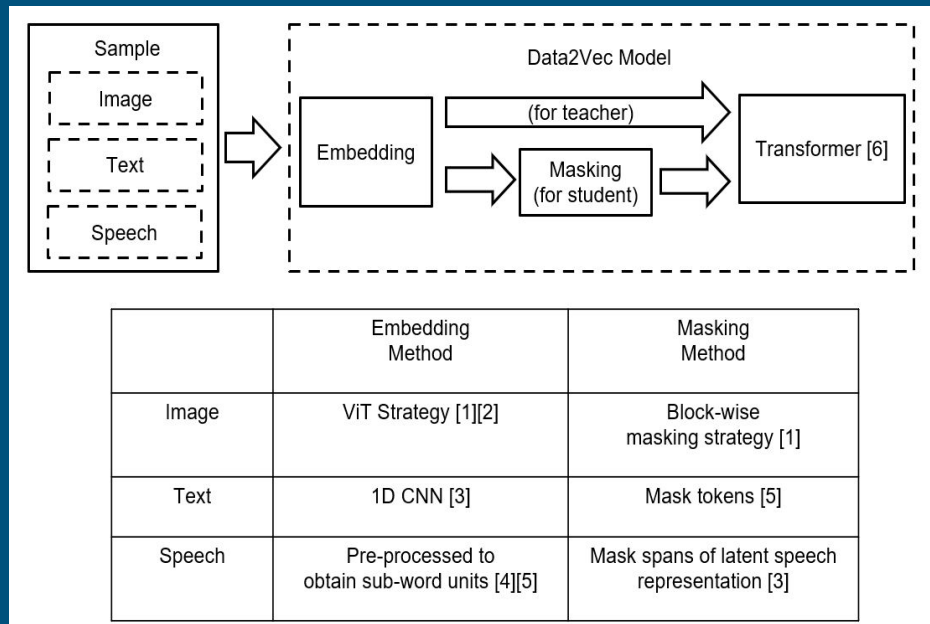 Sample
Image
Text
Speech
Data2Vec Model
Embedding
(for teacher)
Masking
(for student)
Transformer [6]
Embedding
Method
Masking
Method
Image
ViT Strategy [1][2]
Block-wise
masking strategy [1]
Text
1D CNN [3]
Mask tokens [5]
Speech
Pre-processed to
obtain sub-word units [4][5]
Mask spans of latent speech
representation [3]